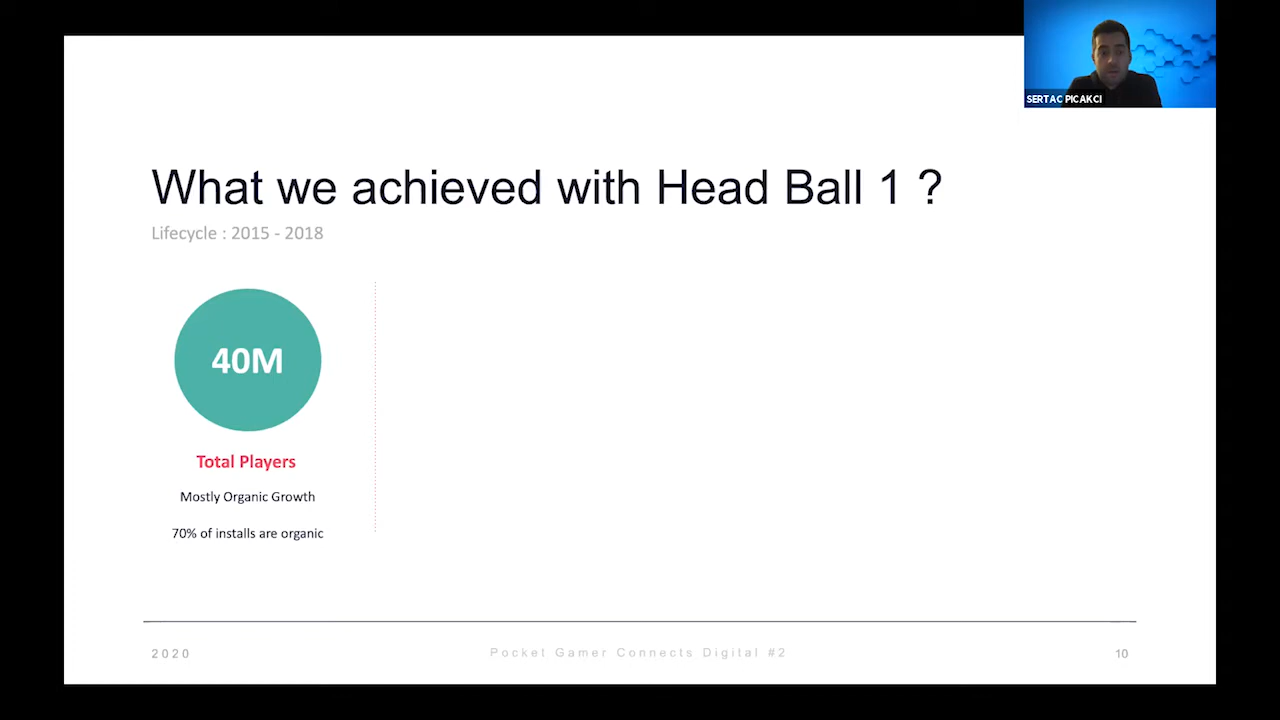 SERTAC PICAKCI
What we achieved with Head Ball 1 ?
Lifecycle : 2015 - 2018
40M
Total Players
Mostly Organic Growth
70% of installs are organic
2020
Pocket Gamer Connects Digital #2
10